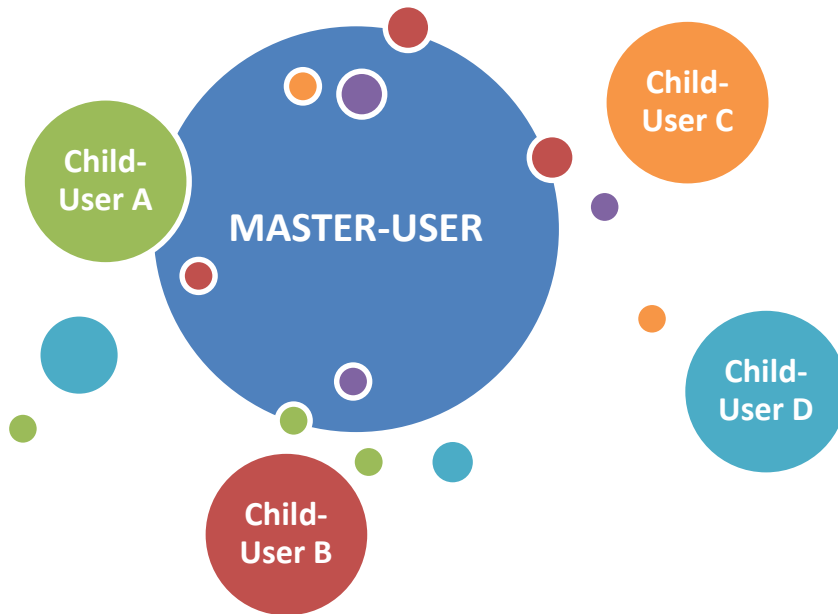 Child-
User C
Child-
User A
MASTER-USER
Child-
User D
Child-
User B